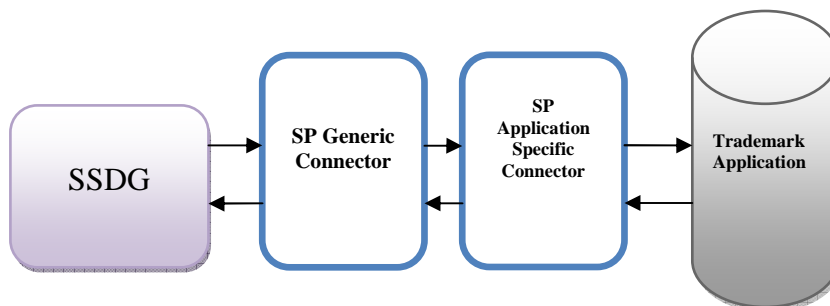 SSDG
SP Generic
Connector
SP
Application
Specific
Connector
Trademark
Application